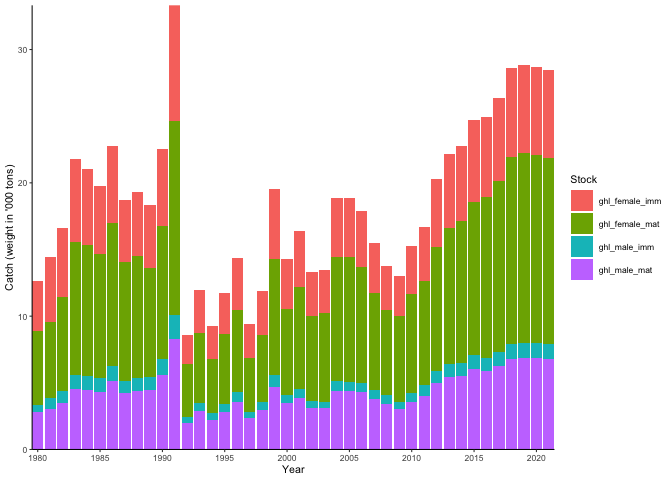 Catch (weight in '000 tons)
30
20
10
0
1980 1985 1990 1995 2000 2005 2010 2015 2020
Year
Stock
ghl_female_imm
ghl_female_mat
ghl_male_imm
ghl_male_mat